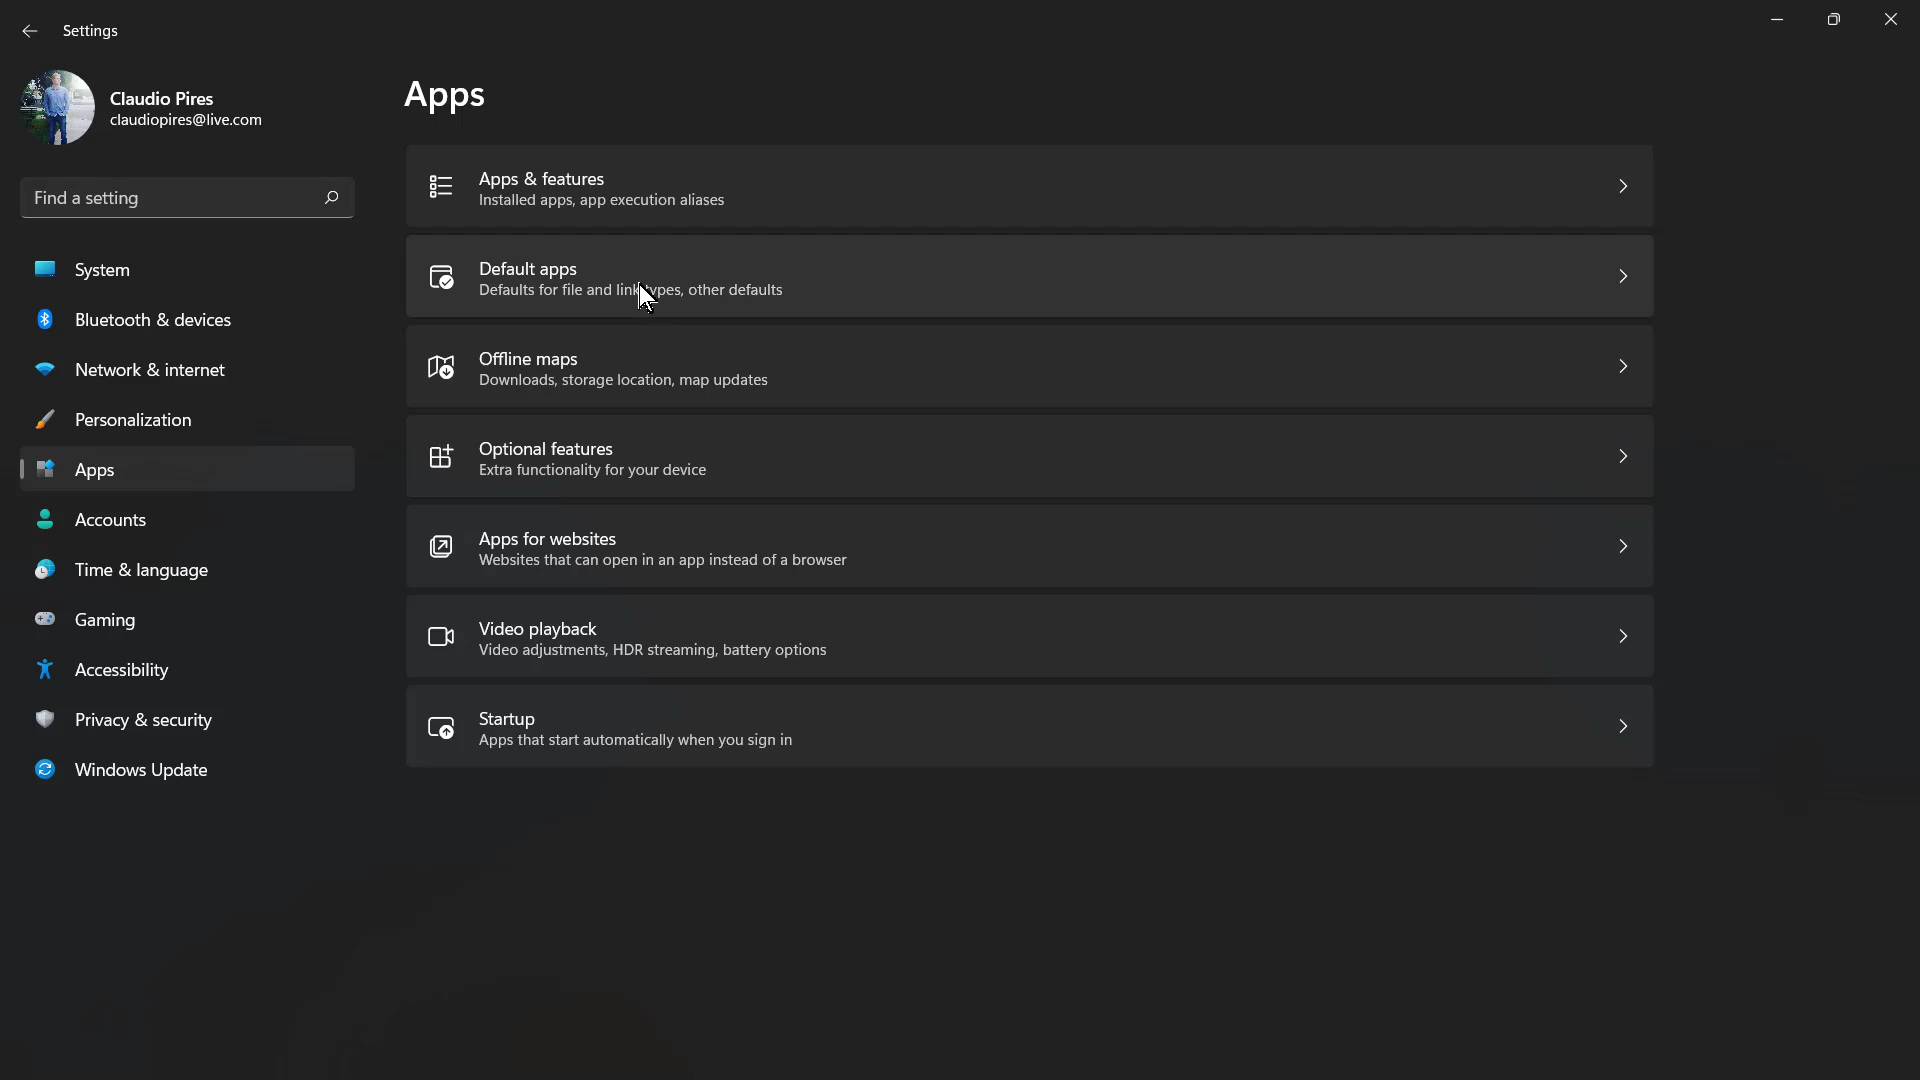 Settings
Claudio Pires
claudiopires@live.com
Find a setting
System
Bluetooth & devices
Network & internet
Personalization
Apps
Accounts
Time & language
Gaming
Accessibility
Privacy & security
Windows Update
Apps
Apps & features
Installed apps, app execution aliases
Default apps
Defaults for file and link types, other defaults
Offline maps
Downloads, storage location, map updates
Optional features
Extra functionality for your device
Apps for websites
Websites that can open in an app instead of a browser
Video playback
Video adjustments, HDR streaming, battery options
Startup
Apps that start automatically when you sign in